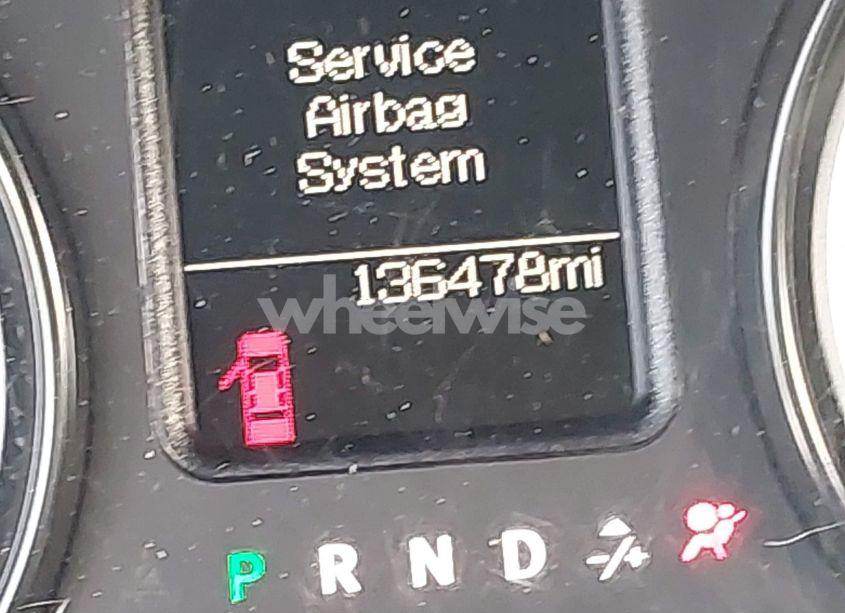 Service
Airbag
System
136478mi
wheelwise
P R N D -/+